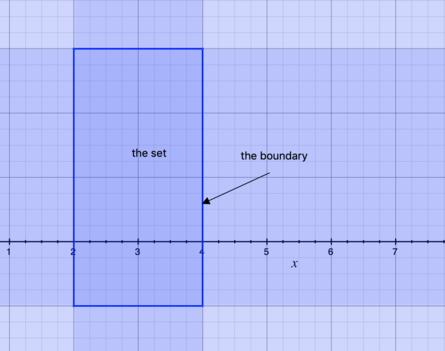 the set
the boundary
1 2 3 4 5 6 7
x